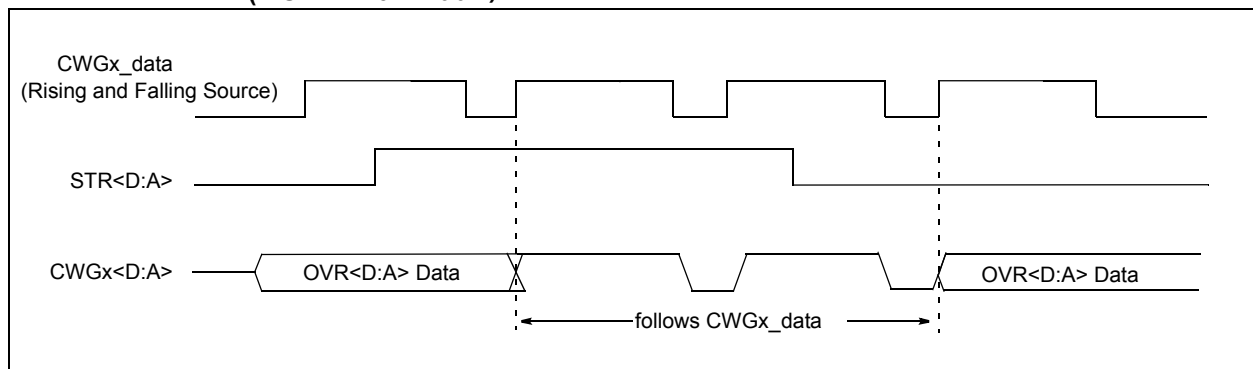 CWGx_data
(Rising and Falling Source)
STR<D:A>
CWGx<D:A>
OVR<D:A> Data
OVR<D:A> Data
follows CWGx_data